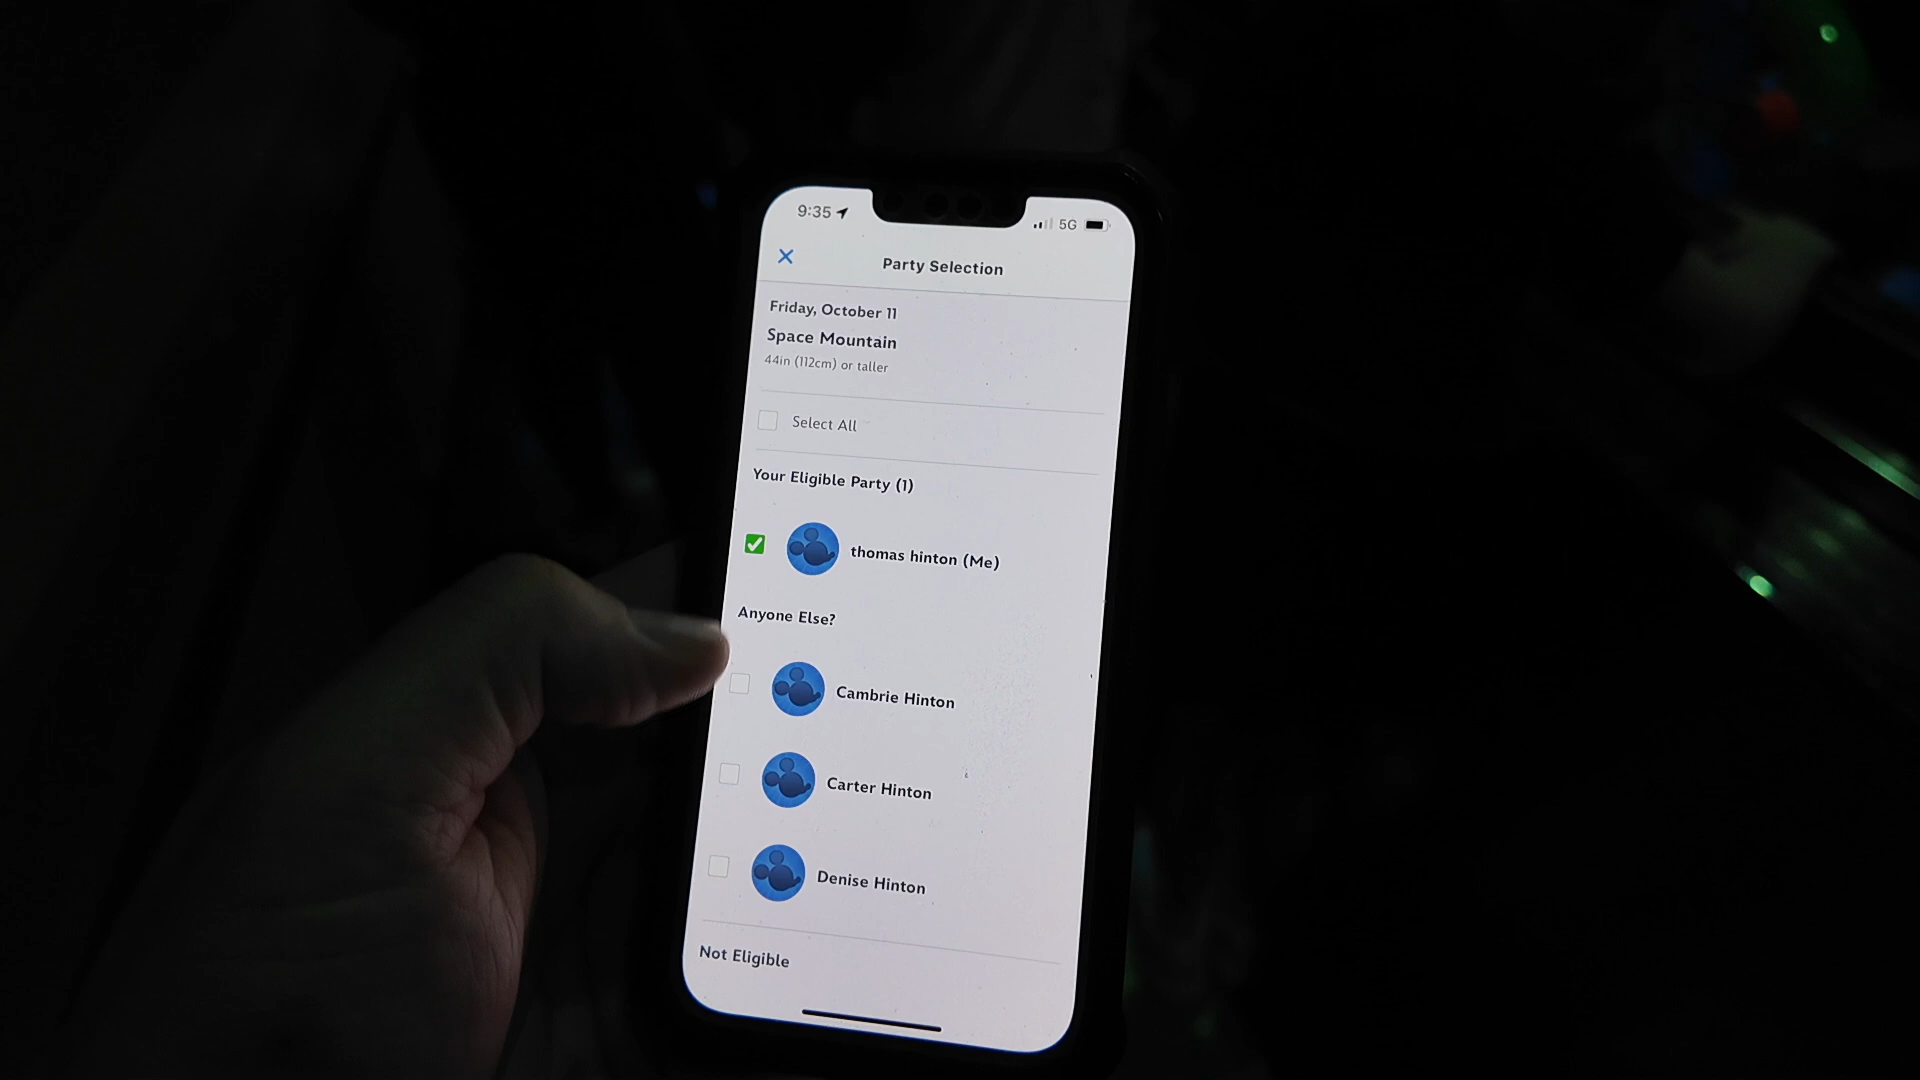 9:35
5G
Party Selection
Friday, October 11
Space Mountain
44in (112cm) or taller
Select All
Your Eligible Party (1)
thomas hinton (Me)
Anyone Else?
Cambrie Hinton
Carter Hinton
Denise Hinton
Not Eligible